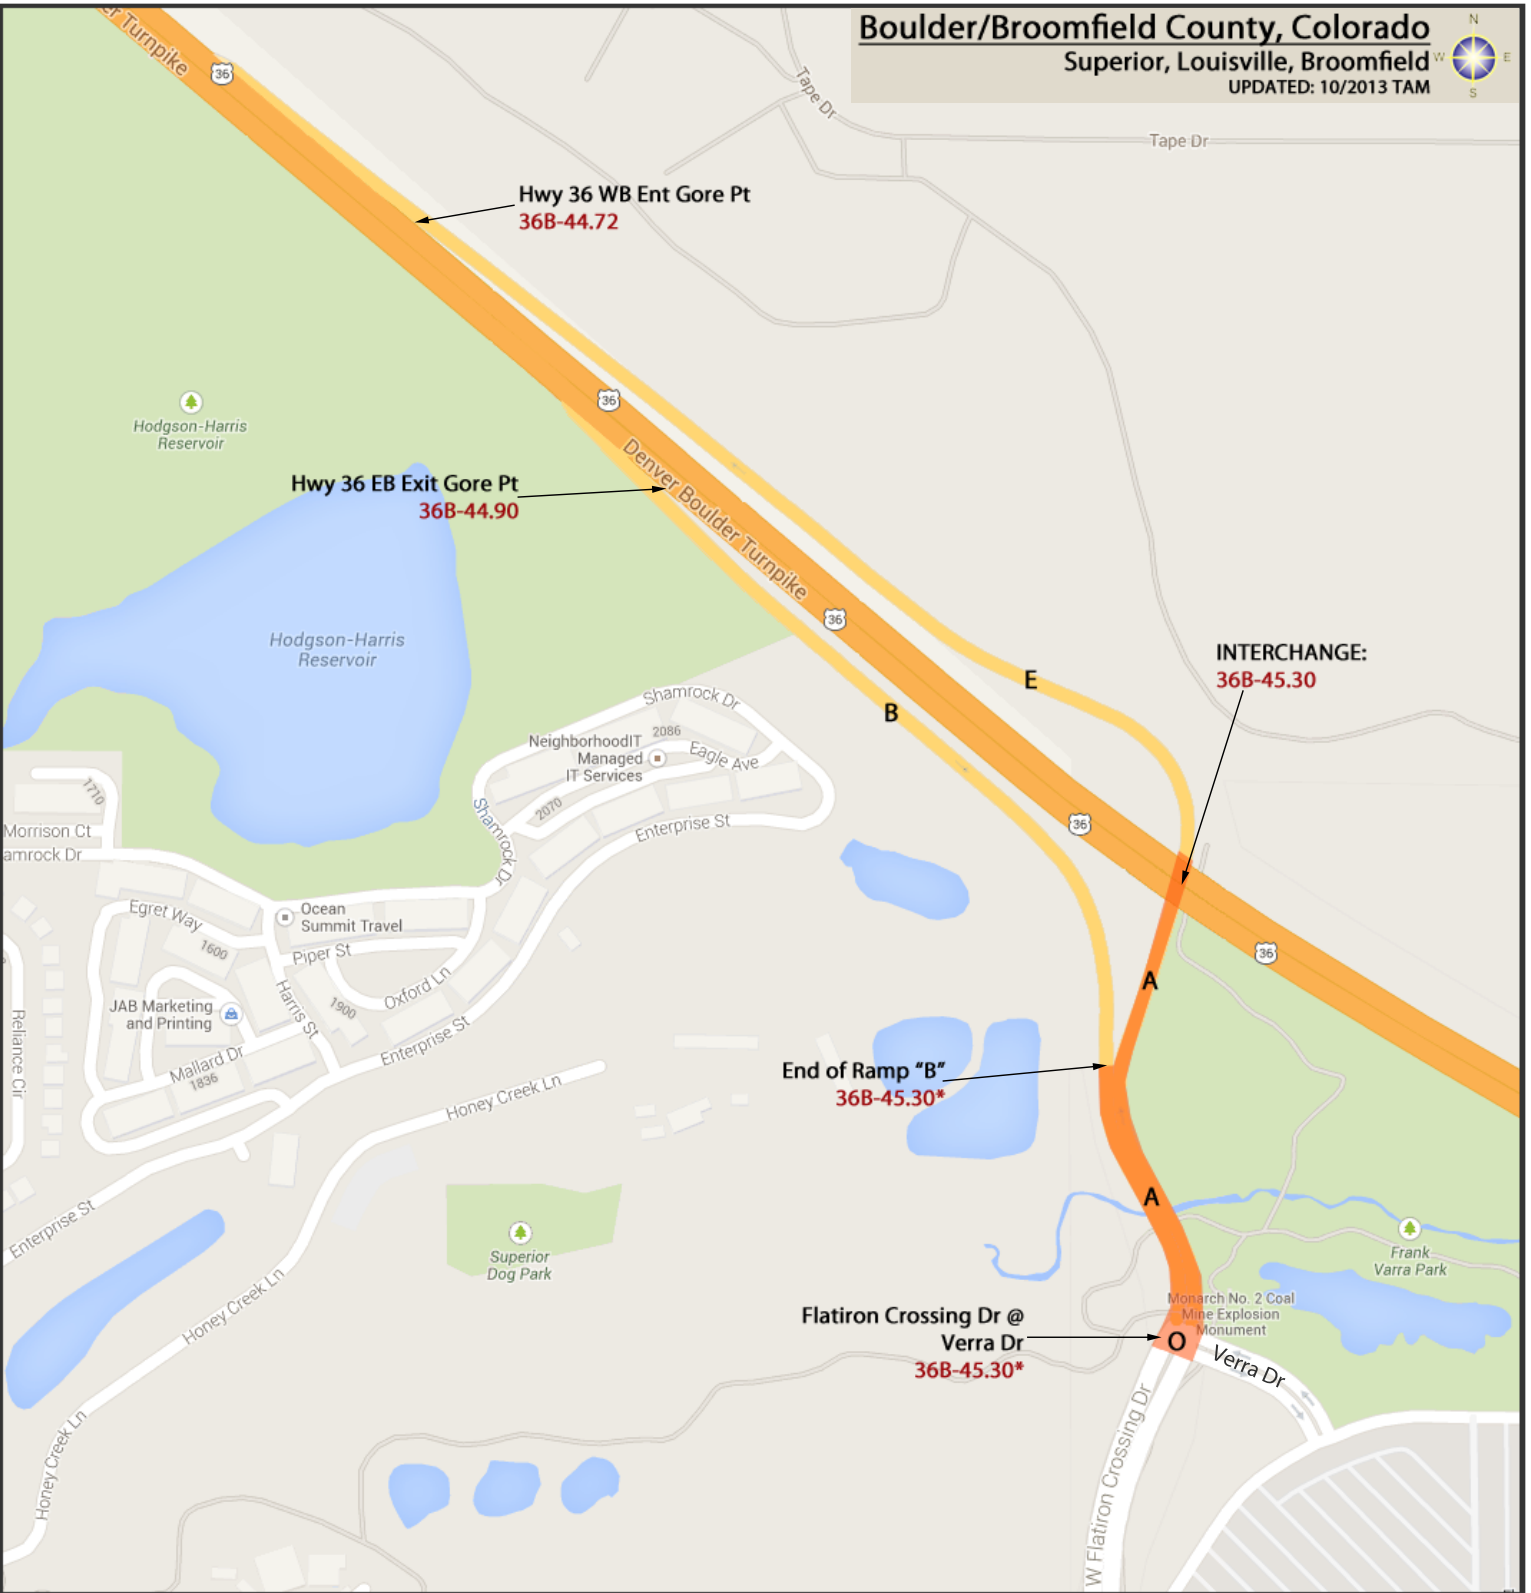 Boulder/Broomfield County, Colorado
Superior, Louisville, Broomfield
UPDATED: 10/2013 TAM
N
W
E
S
er Turnpike
36
Tape Dr
Tape Dr
Hwy 36 WB Ent Gore Pt
36B-44.72
36
Hodgson-Harris
Reservoir
Denver Boulder Turnpike
Hwy 36 EB Exit Gore Pt
36B-44.90
36
Hodgson-Harris
Reservoir
INTERCHANGE:
36B-45.30
E
B
Shamrock Dr
2086
NeighborhoodIT
Managed
IT Services
Eagle Ave
2070
Shamrock Dr
Enterprise St
36
1710
Morrison Ct
amrock Dr
Egret Way
Ocean
Summit Travel
1600
Piper St
36
A
Oxford Ln
1900
Harris St
JAB Marketing
and Printing
Reliance Cir
Enterprise St
Mallard Dr
1836
End of Ramp “B”
36B-45.30*
Honey Creek Ln
A
Enterprise St
Superior
Dog Park
Frank
Varra Park
Honey Creek Ln
Monarch No. 2 Coal
Mine Explosion
Monument
Flatiron Crossing Dr @
Verra Dr
36B-45.30*
O
Verra Dr
Honey Creek Ln
W Flatiron Crossing Dr